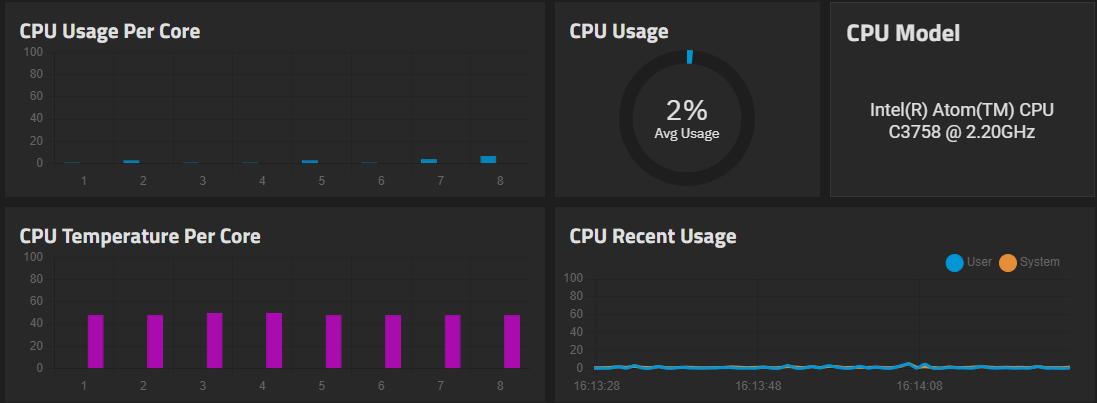 CPU Usage Per Core
100
80
60
40
20
0
1 2 3 4 5 6 7 8
CPU Usage
2%
Avg Usage
CPU Model
Intel(R) Atom(TM) CPU
C3758 @ 2.20GHz
CPU Temperature Per Core
100
80
60
40
20
0
1 2 3 4 5 6 7 8
CPU Recent Usage
User System
100
80
60
40
20
0
16:13:28 16:13:48 16:14:08